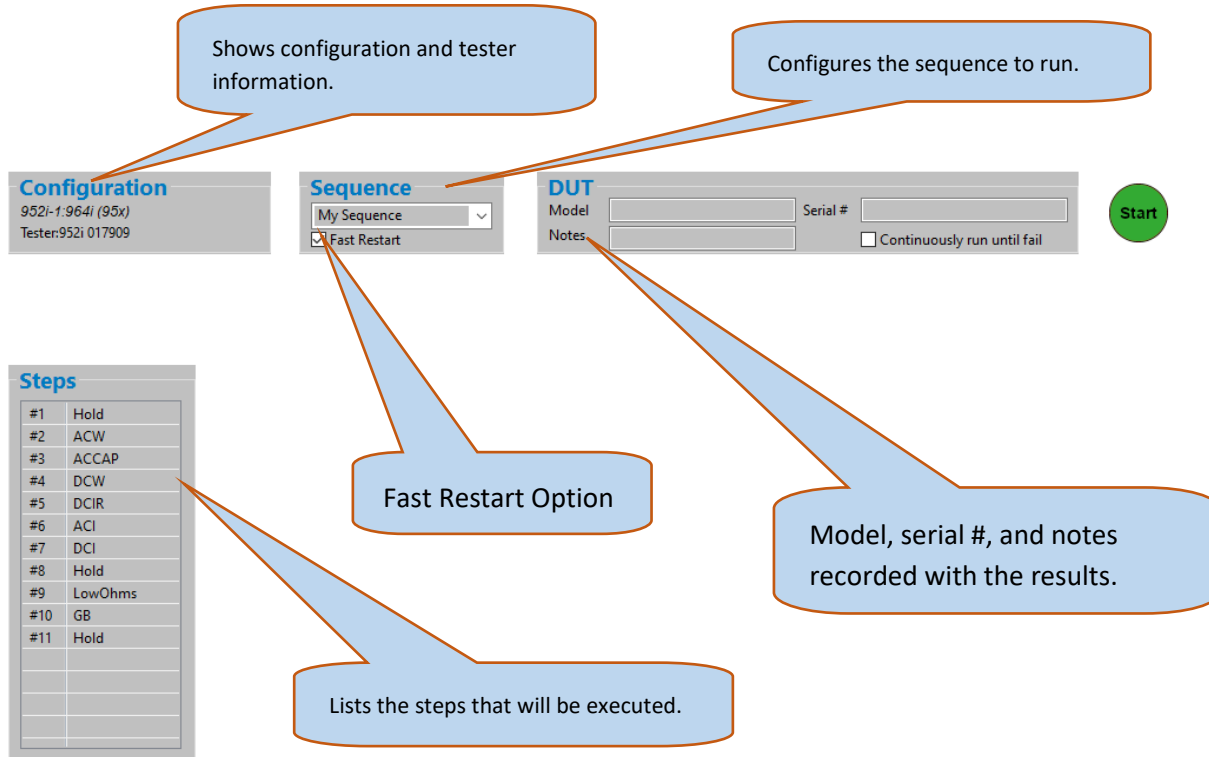 Shows configuration and tester
information.
Configures the sequence to run.
Configuration
952i-1:964i (95x)
Tester:952i 017909
Sequence
My Sequence
Fast Restart
DUT
Model
Serial #
Notes
Continuously run until fail
Start
Steps
#1 Hold
#2 ACW
#3 ACCAP
#4 DCW
#5 DCIR
#6 ACI
#7 DCI
#8 Hold
#9 LowOhms
#10 GB
#11 Hold
Fast Restart Option
Model, serial #, and notes
recorded with the results.
Lists the steps that will be executed.